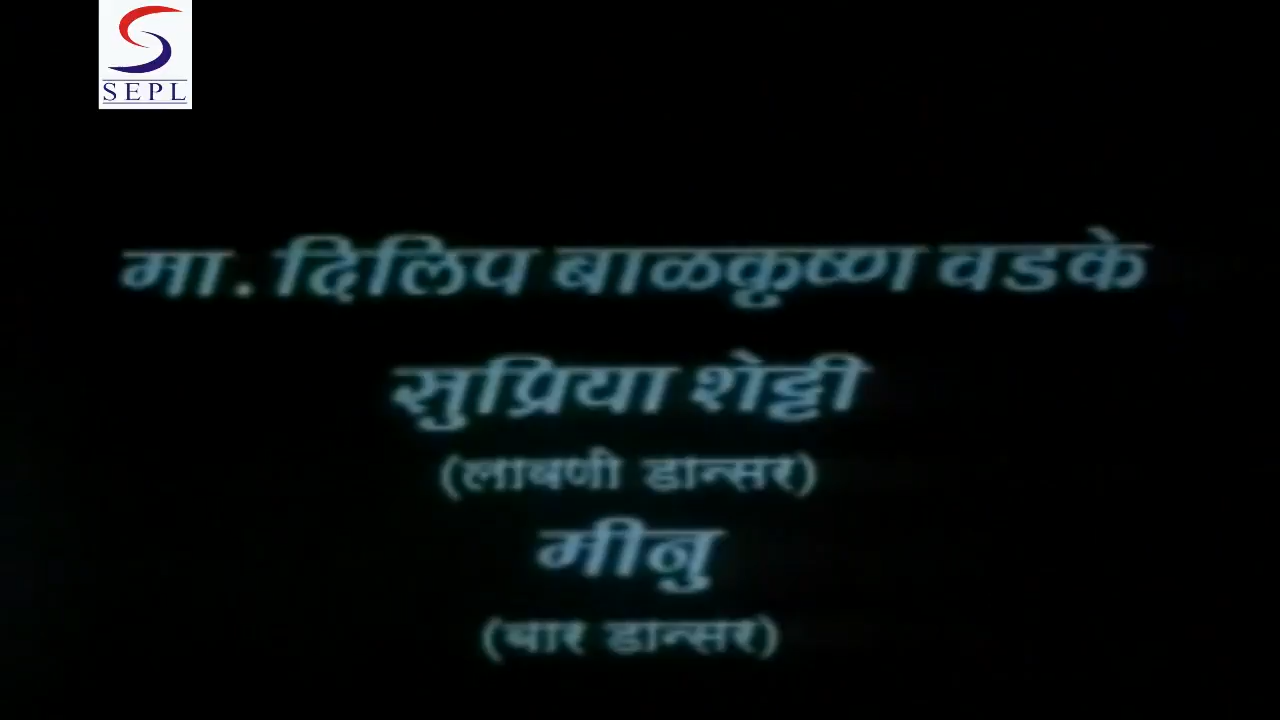 SEPL
मा. दिलिप बाळकृष्ण वडके
सुप्रिया शेट्टी
(लावणी डान्सर)
मीनु
(बार डान्सर)